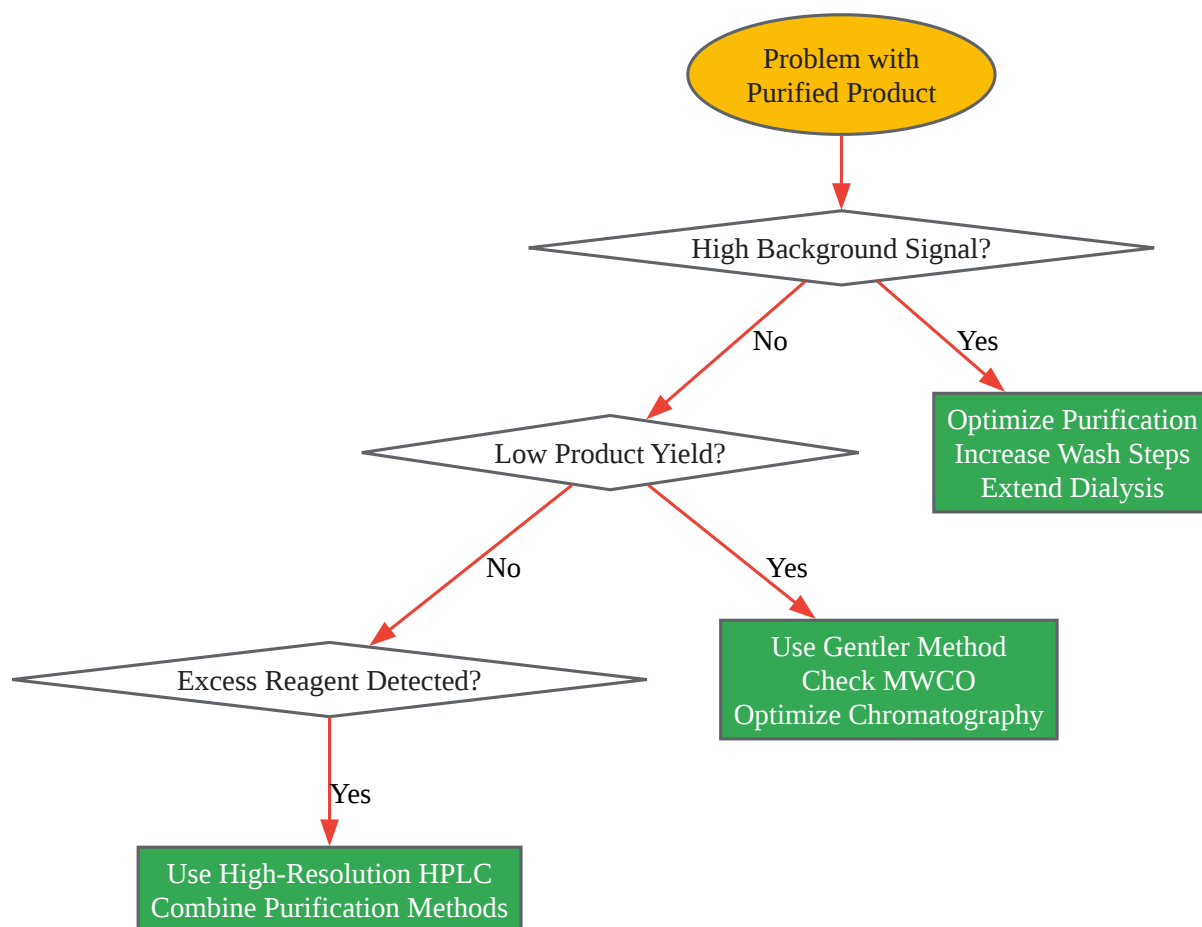 Problem with
Purified Product
High Background Signal?
No
Yes
Optimize Purification
Increase Wash Steps
Extend Dialysis
Low Product Yield?
No
Yes
Use Gentler Method
Check MWCO
Optimize Chromatography
Excess Reagent Detected?
Yes
Use High-Resolution HPLC
Combine Purification Methods